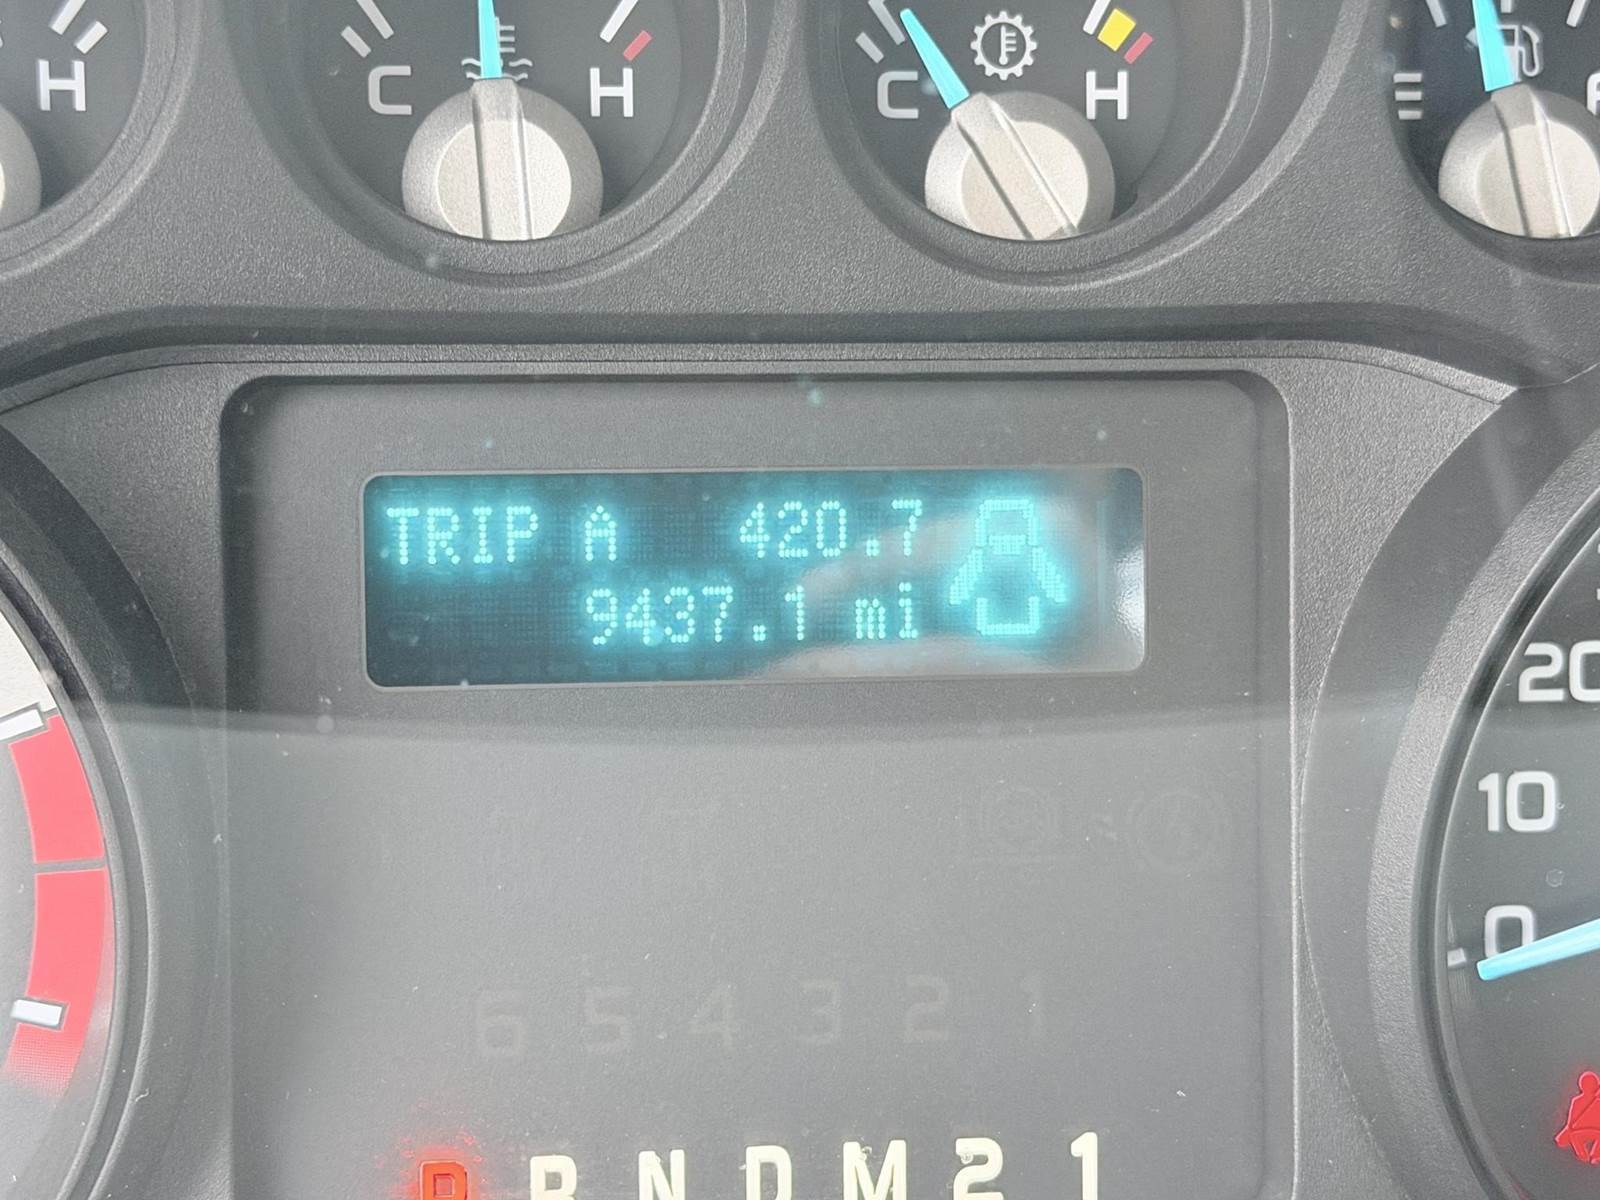 H
C H
C H
E
TRIP A 420.7
9437.1 mi
20
10
0
6 5 4 3 2 1
P R N D M 2 1